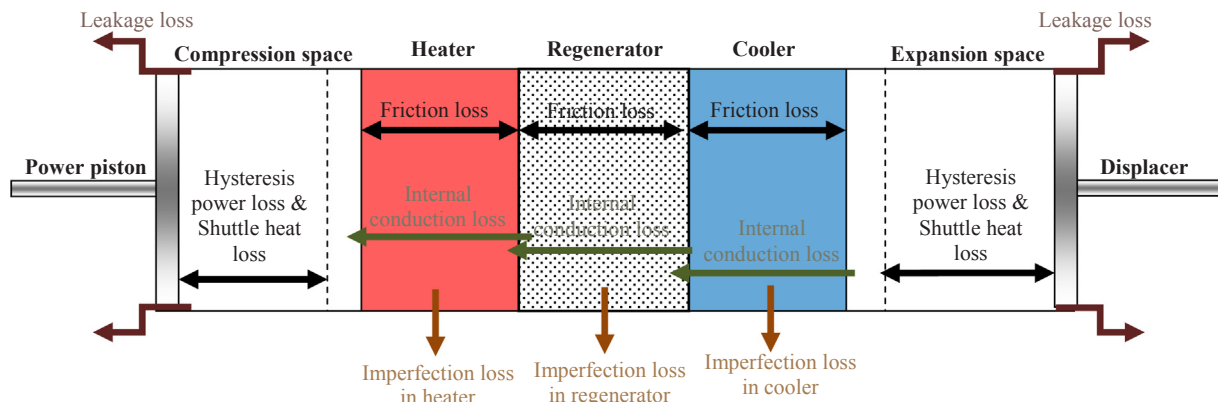 Leakage loss
Leakage loss
Compression space
Heater
Regenerator
Cooler
Expansion space
Friction loss
Friction loss
Friction loss
Power piston
Displacer
Hysteresis
power loss &
Shuttle heat
loss
Internal
conduction loss
Internal
conduction loss
Internal
conduction loss
Hysteresis
power loss &
Shuttle heat
loss
Imperfection loss
in heater
Imperfection loss
in regenerator
Imperfection loss
in cooler